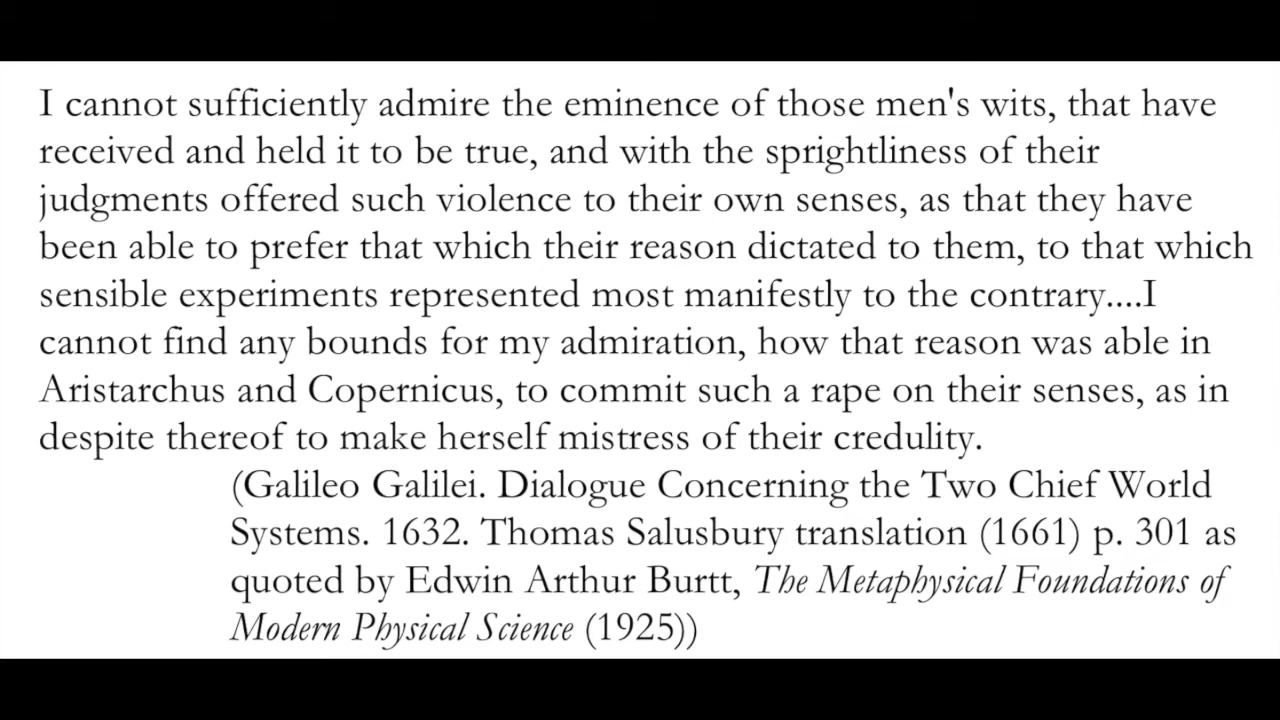 I cannot sufficiently admire the eminence of those men's wits, that have
received and held it to be true, and with the sprightliness of their
judgments offered such violence to their own senses, as that they have
been able to prefer that which their reason dictated to them, to that which
sensible experiments represented most manifestly to the contrary....I
cannot find any bounds for my admiration, how that reason was able in
Aristarchus and Copernicus, to commit such a rape on their senses, as in
despite thereof to make herself mistress of their credulity.
(Galileo Galilei. Dialogue Concerning the Two Chief World
Systems. 1632. Thomas Salusbury translation (1661) p. 301 as
quoted by Edwin Arthur Burtt, The Metaphysical Foundations of
Modern Physical Science (1925))